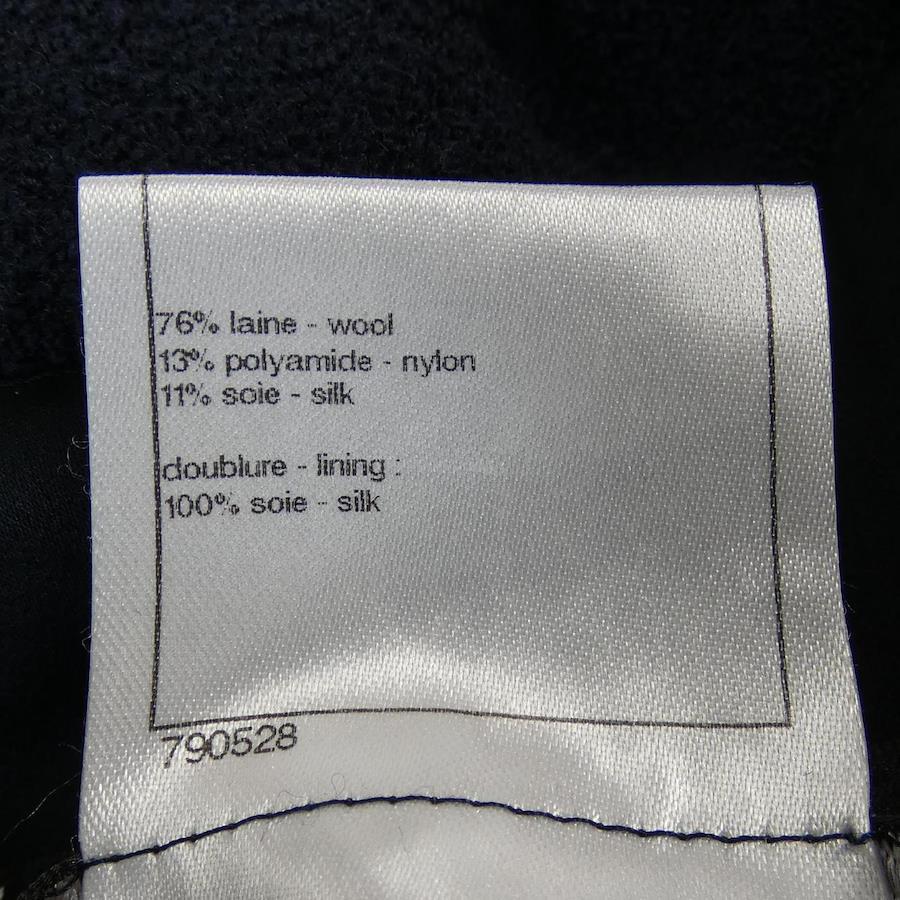 76% laine - wool
13% polyamide - nylon
11% soie - silk
doublure - lining :
100% soie - silk
790528